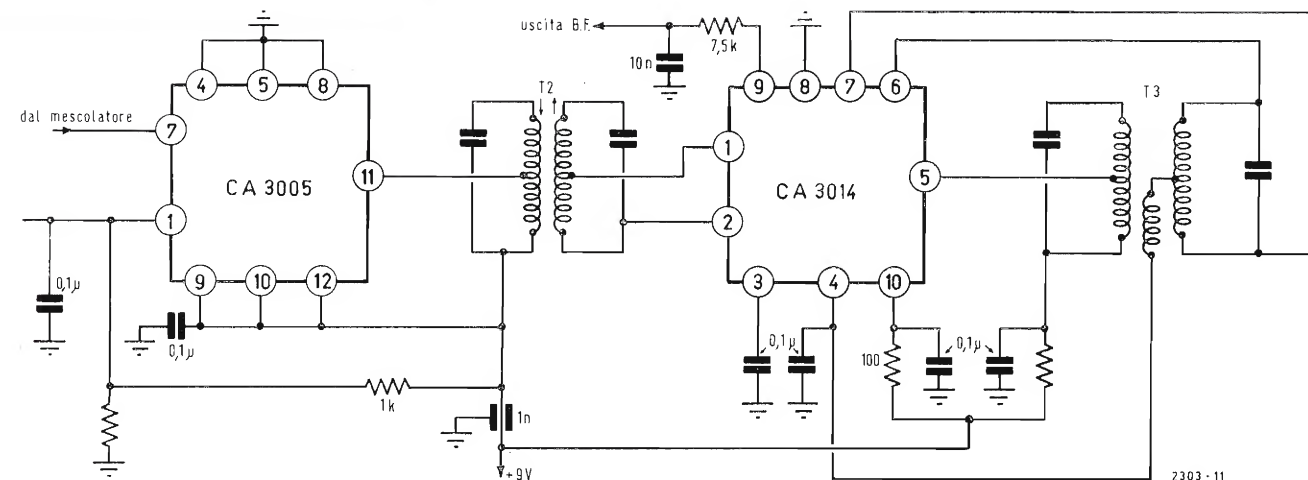 uscita B.F.
7,5k
10n
4
5
8
9
8
7
6
T2
T3
dal mescolatore
7
1
CA 3005
11
CA 3014
5
1
2
0,1µ
9
10
12
3
4
10
0,1µ
0,1µ
100
0,1µ
1k
1n
+9V
2303-11